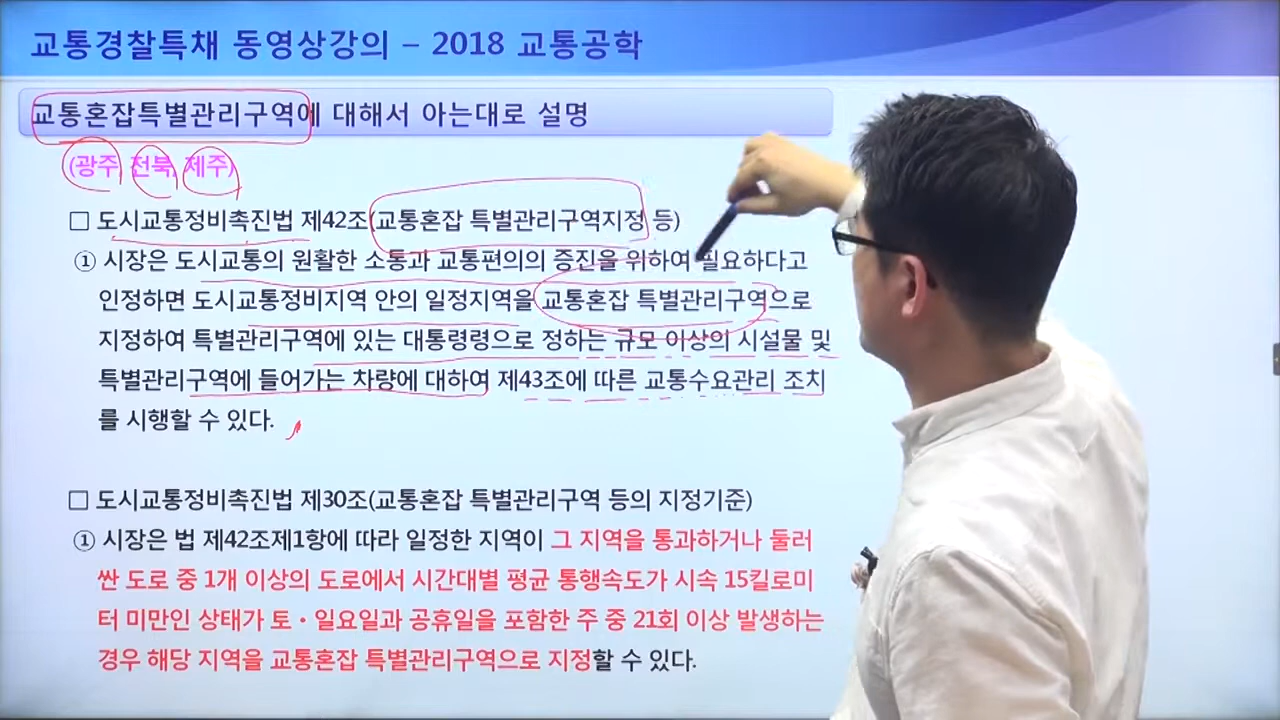 교통경찰특채 동영상강의 – 2018 교통공학
교통혼잡특별관리구역에 대해서 아는대로 설명
(광주, 전북, 제주)
□ 도시교통정비촉진법 제42조(교통혼잡 특별관리구역지정 등)
① 시장은 도시교통의 원활한 소통과 교통편의의 증진을 위하여 필요하다고
인정하면 도시교통정비지역 안의 일정지역을 교통혼잡 특별관리구역으로
지정하여 특별관리구역에 있는 대통령령으로 정하는 규모 이상의 시설물 및
특별관리구역에 들어가는 차량에 대하여 제43조에 따른 교통수요관리 조치
를 시행할 수 있다.
□ 도시교통정비촉진법 제30조(교통혼잡 특별관리구역 등의 지정기준)
① 시장은 법 제42조제1항에 따라 일정한 지역이 그 지역을 통과하거나 둘러
싼 도로 중 1개 이상의 도로에서 시간대별 평균 통행속도가 시속 15킬로미
터 미만인 상태가 토・일요일과 공휴일을 포함한 주 중 21회 이상 발생하는
경우 해당 지역을 교통혼잡 특별관리구역으로 지정할 수 있다.